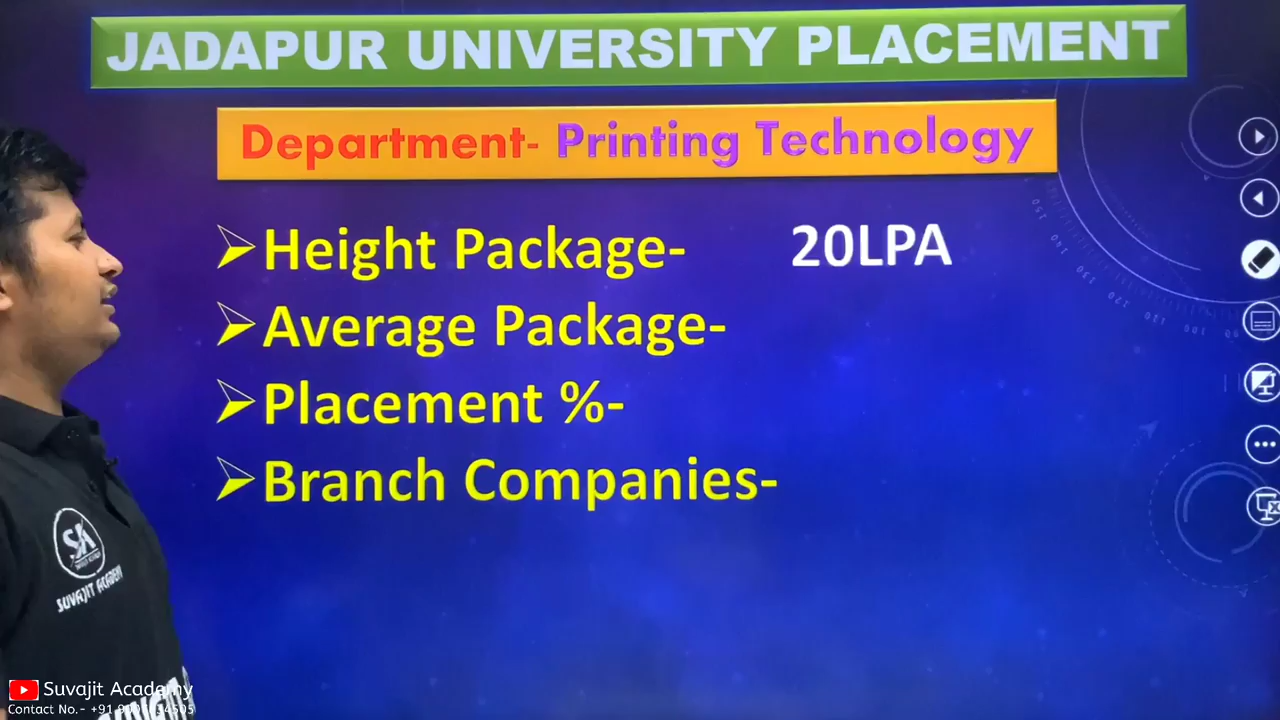 JADAPUR UNIVERSITY PLACEMENT
Department- Printing Technology
Height Package- 20LPA
Average Package-
Placement %-
Branch Companies-
SA
SUVAJIT ACADEMY
Suvajit Academy
Contact No.- +91